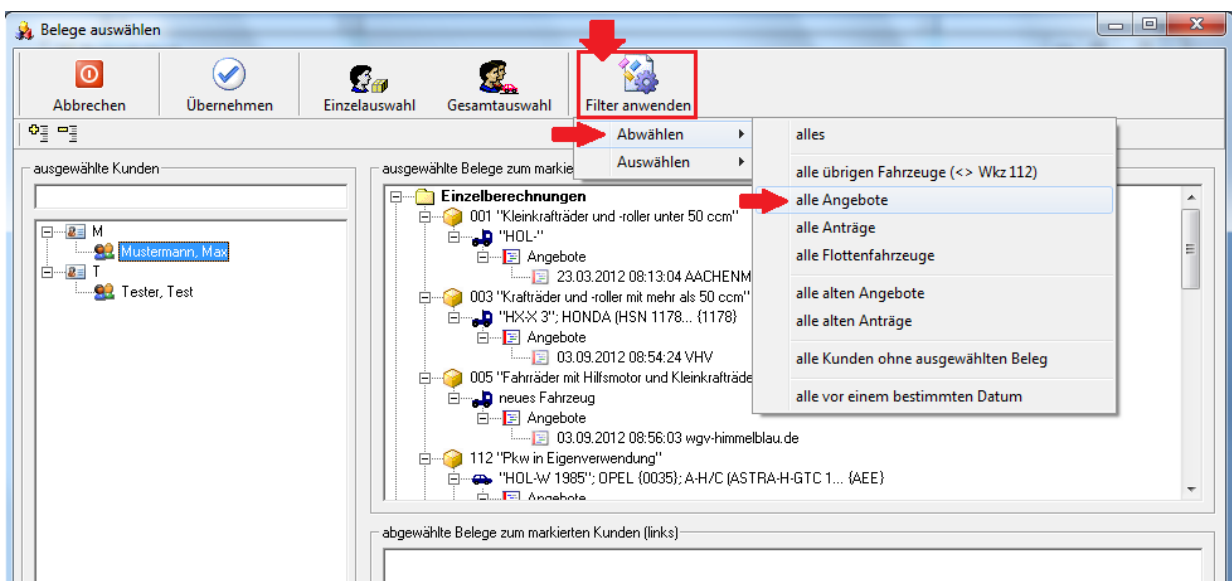 Belege auswählen
Abbrechen
Übernehmen
Einzelauswahl
Gesamtauswahl
Filter anwenden
Abwählen
Auswählen
alles
alle übrigen Fahrzeuge (<> Wkz 112)
alle Angebote
alle Anträge
alle Flottenfahrzeuge
alle alten Angebote
alle alten Anträge
alle Kunden ohne ausgewählten Beleg
alle vor einem bestimmten Datum
ausgewählte Kunden
M
Mustermann, Max
T
Tester, Test
ausgewählte Belege zum markie
Einzelberechnungen
001 "Kleinkrafträder und -roller unter 50 ccm"
"HOL-"
Angebote
23.03.2012 08:13:04 AACHENM
003 "Krafträder und -roller mit mehr als 50 ccm"
"HX-X 3"; HONDA (HSN 1178... {1178}
Angebote
03.09.2012 08:54:24 VHV
005 "Fahrräder mit Hilfsmotor und Kleinkrafträde
neues Fahrzeug
Angebote
03.09.2012 08:56:03 wgv-himmelblau.de
112 "Pkw in Eigenverwendung"
"HOL-W 1985"; OPEL {0035}; A-H/C (ASTRA-H-GTC 1... {AEE}
Angebote
abgewählte Belege zum markierten Kunden (links)